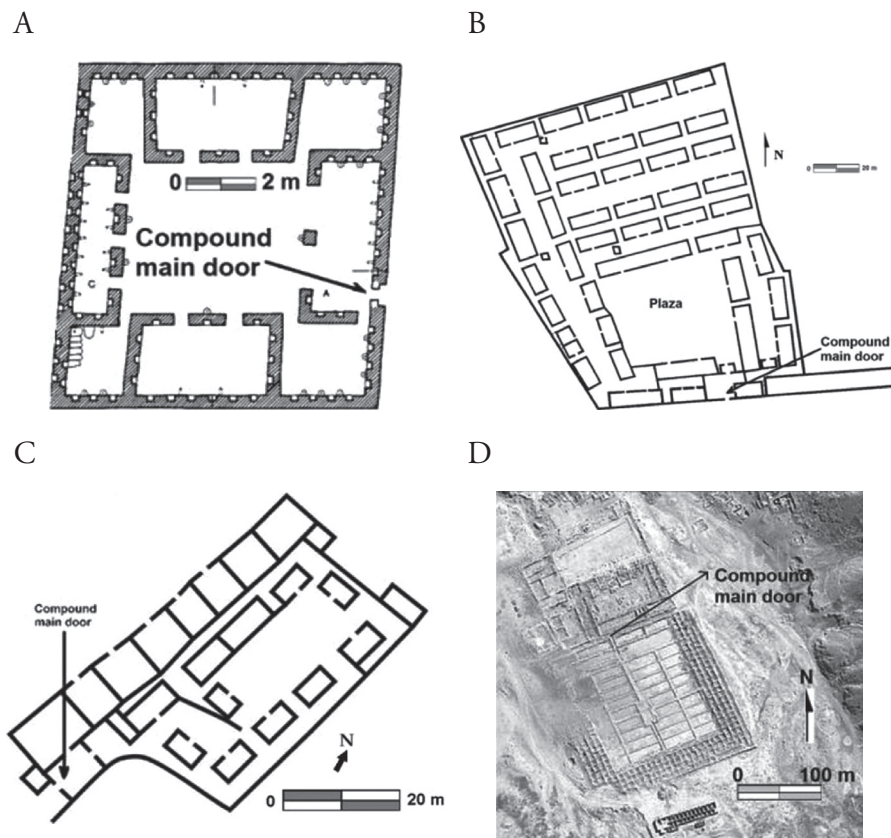 A
B
0 2 m
Compound
main door
C
A
N
20 m
Plaza
Compound
main door
C
D
Compound
main door
N
0 20 m
Compound
main door
N
0 100 m